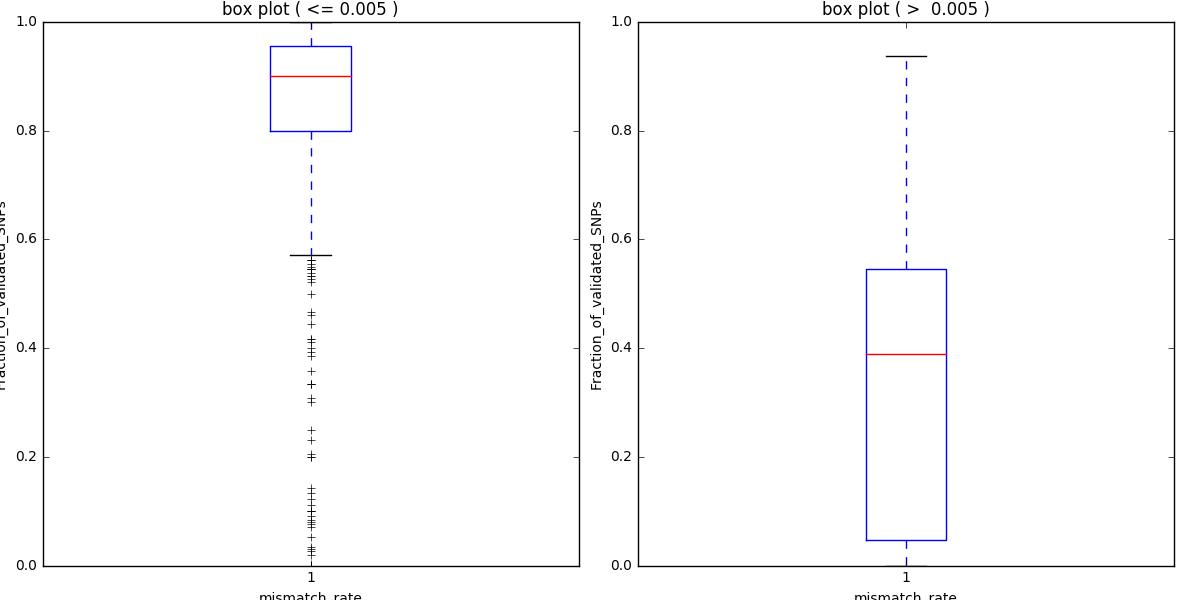 box plot ( <= 0.005 )
1.0
0.8
0.6
0.4
0.2
0.0
Fraction_of_validated_SNPs
1
mismatch_rate
box plot ( >  0.005 )
1.0
0.8
0.6
0.4
0.2
0.0
Fraction_of_validated_SNPs
1
mismatch_rate